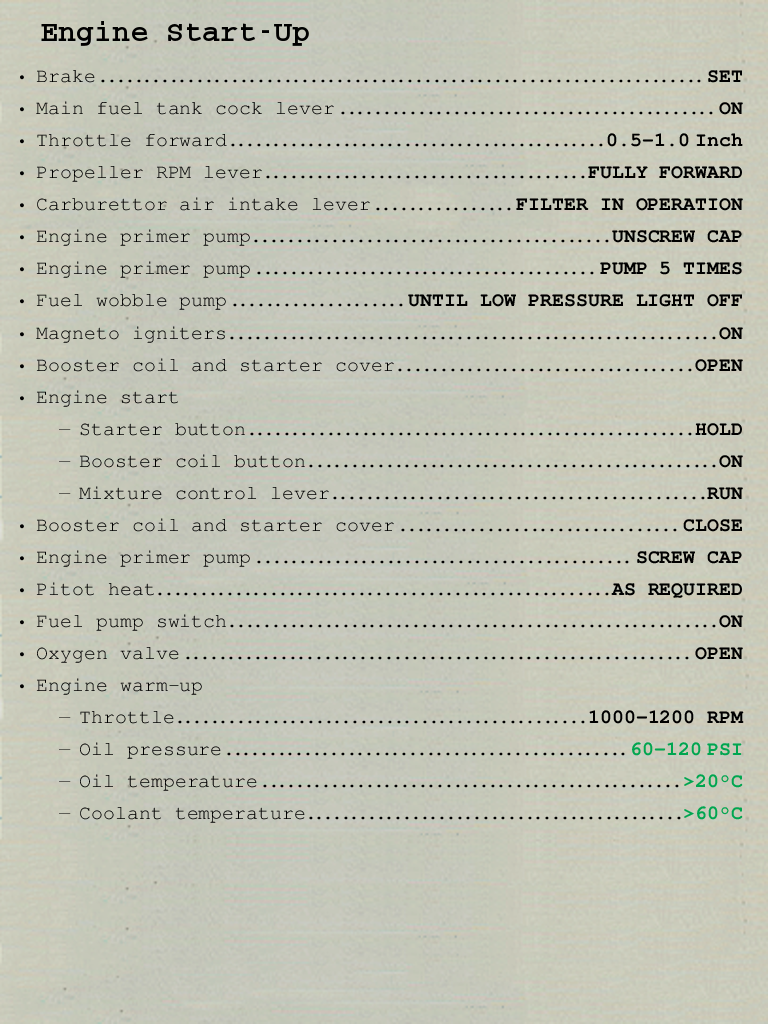 Engine Start-Up
• Brake..................................................................... SET
• Main fuel tank cock lever........................................... ON
• Throttle forward...........................................0.5-1.0 Inch
• Propeller RPM lever.....................................FULLY FORWARD
• Carburettor air intake lever................FILTER IN OPERATION
• Engine primer pump.........................................UNSCREW CAP
• Engine primer pump....................................... PUMP 5 TIMES
• Fuel wobble pump.................... UNTIL LOW PRESSURE LIGHT OFF
• Magneto igniters........................................................ON
• Booster coil and starter cover..................................OPEN
• Engine start
— Starter button...................................................HOLD
— Booster coil button...............................................ON
— Mixture control lever...........................................RUN
• Booster coil and starter cover................................ CLOSE
• Engine primer pump........................................... SCREW CAP
• Pitot heat....................................................AS REQUIRED
• Fuel pump switch........................................................ON
• Oxygen valve.......................................................... OPEN
• Engine warm-up
— Throttle...............................................1000-1200 RPM
— Oil pressure.............................................. 60-120 PSI
— Oil temperature................................................>20°C
— Coolant temperature...........................................>60°C